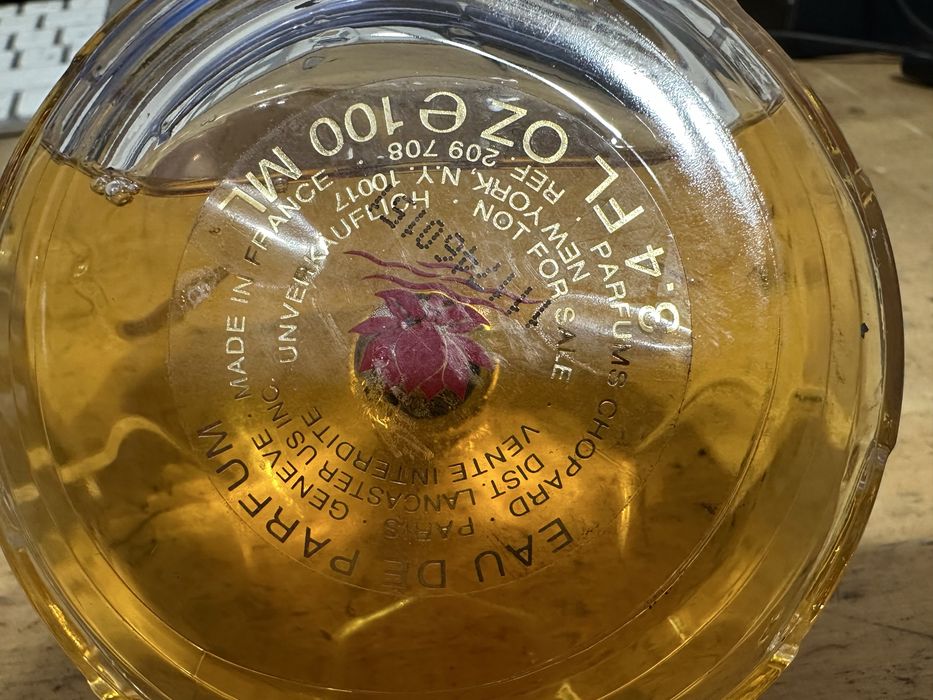 3.4 FL OZ e 100 ML
EAU DE PARFUM
PARFUMS CHOPARD · PARIS · GENEVE · MADE IN FRANCE ·
REF. 209 708 ·
DIST. LANCASTER US INC.
NEW YORK, N.Y. 10017
NOT FOR SALE
VENTE INTERDITE
UNVERKÄUFLICH